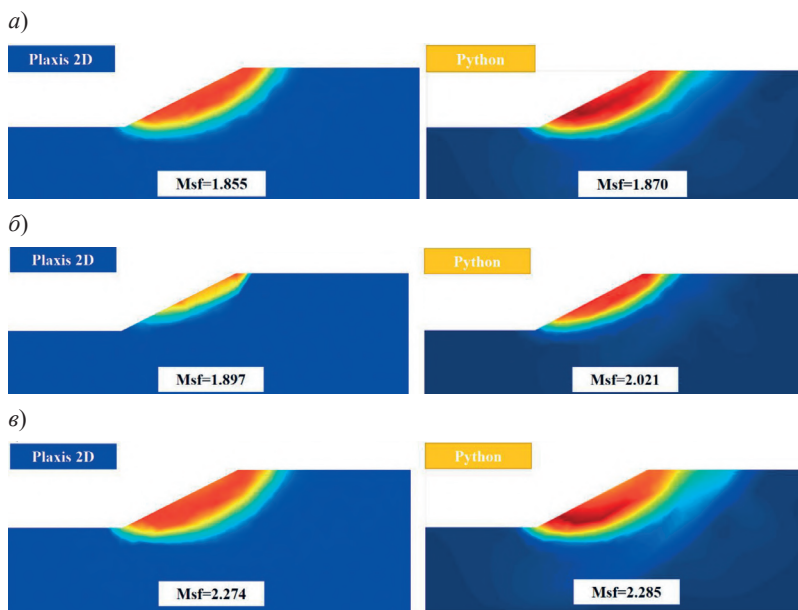 а)
Plaxis 2D Python
Msf=1.855 Msf=1.870
б)
Plaxis 2D Python
Msf=1.897 Msf=2.021
в)
Plaxis 2D Python
Msf=2.274 Msf=2.285